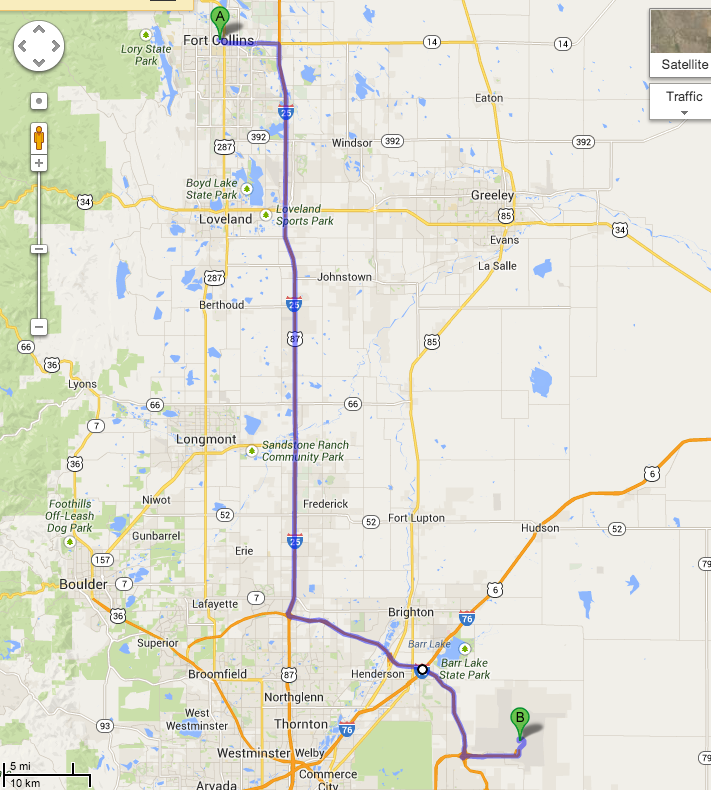 A
Fort Collins
Lory State
Park
14
14
Satellite
Traffic
25
Eaton
392
287
Windsor
392
392
Boyd Lake
State Park
Greeley
34
Loveland
Loveland
Sports Park
85
34
Evans
La Salle
287
Johnstown
25
Berthoud
87
85
66
36
Lyons
66
66
7
Longmont
Sandstone Ranch
Community Park
36
6
Niwot
Frederick
Foothills
Off-Leash
Dog Park
52
52
Fort Lupton
Hudson
52
Gunbarrel
25
Erie
157
79
Boulder
7
6
Lafayette
7
36
Brighton
76
Superior
Barr Lake
Barr Lake
State Park
Broomfield
87
Henderson
Northglenn
West
Westminster
B
93
Thornton
76
Westminster
Welby
79
5 mi
10 km
Commerce
City
Arvada